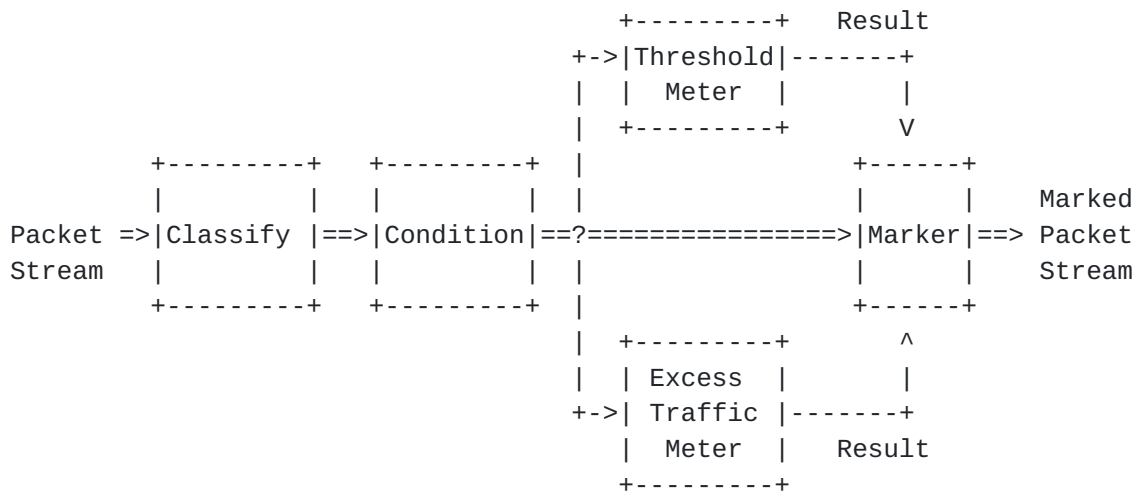 +---------+   Result
                                    +->|Threshold|-------+
                                    |  |  Meter  |       |
                                    |  +---------+       V
         +---------+   +---------+  |                 +------+
         |         |   |         |  |                 |      |   Marked
Packet =>|Classify |==>|Condition|==?================>|Marker|==> Packet
Stream   |         |   |         |  |                 |      |   Stream
         +---------+   +---------+  |                 +------+
                                    |  +---------+       ^
                                    |  | Excess  |       |
                                    +->| Traffic |-------+
                                       |  Meter  |   Result
                                       +---------+